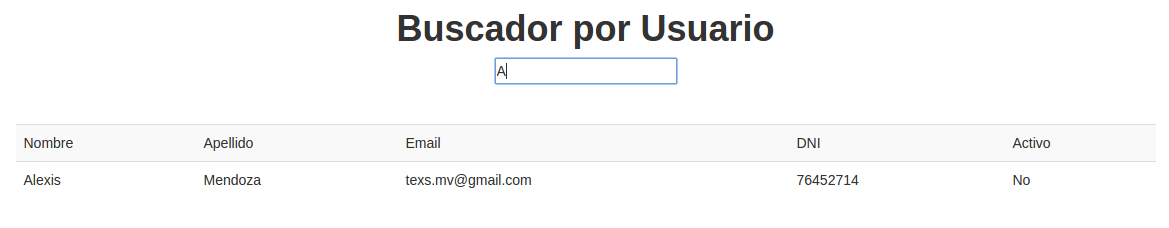 Buscador por Usuario
A
Nombre Apellido Email DNI Activo
Alexis Mendoza texs.mv@gmail.com 76452714 No